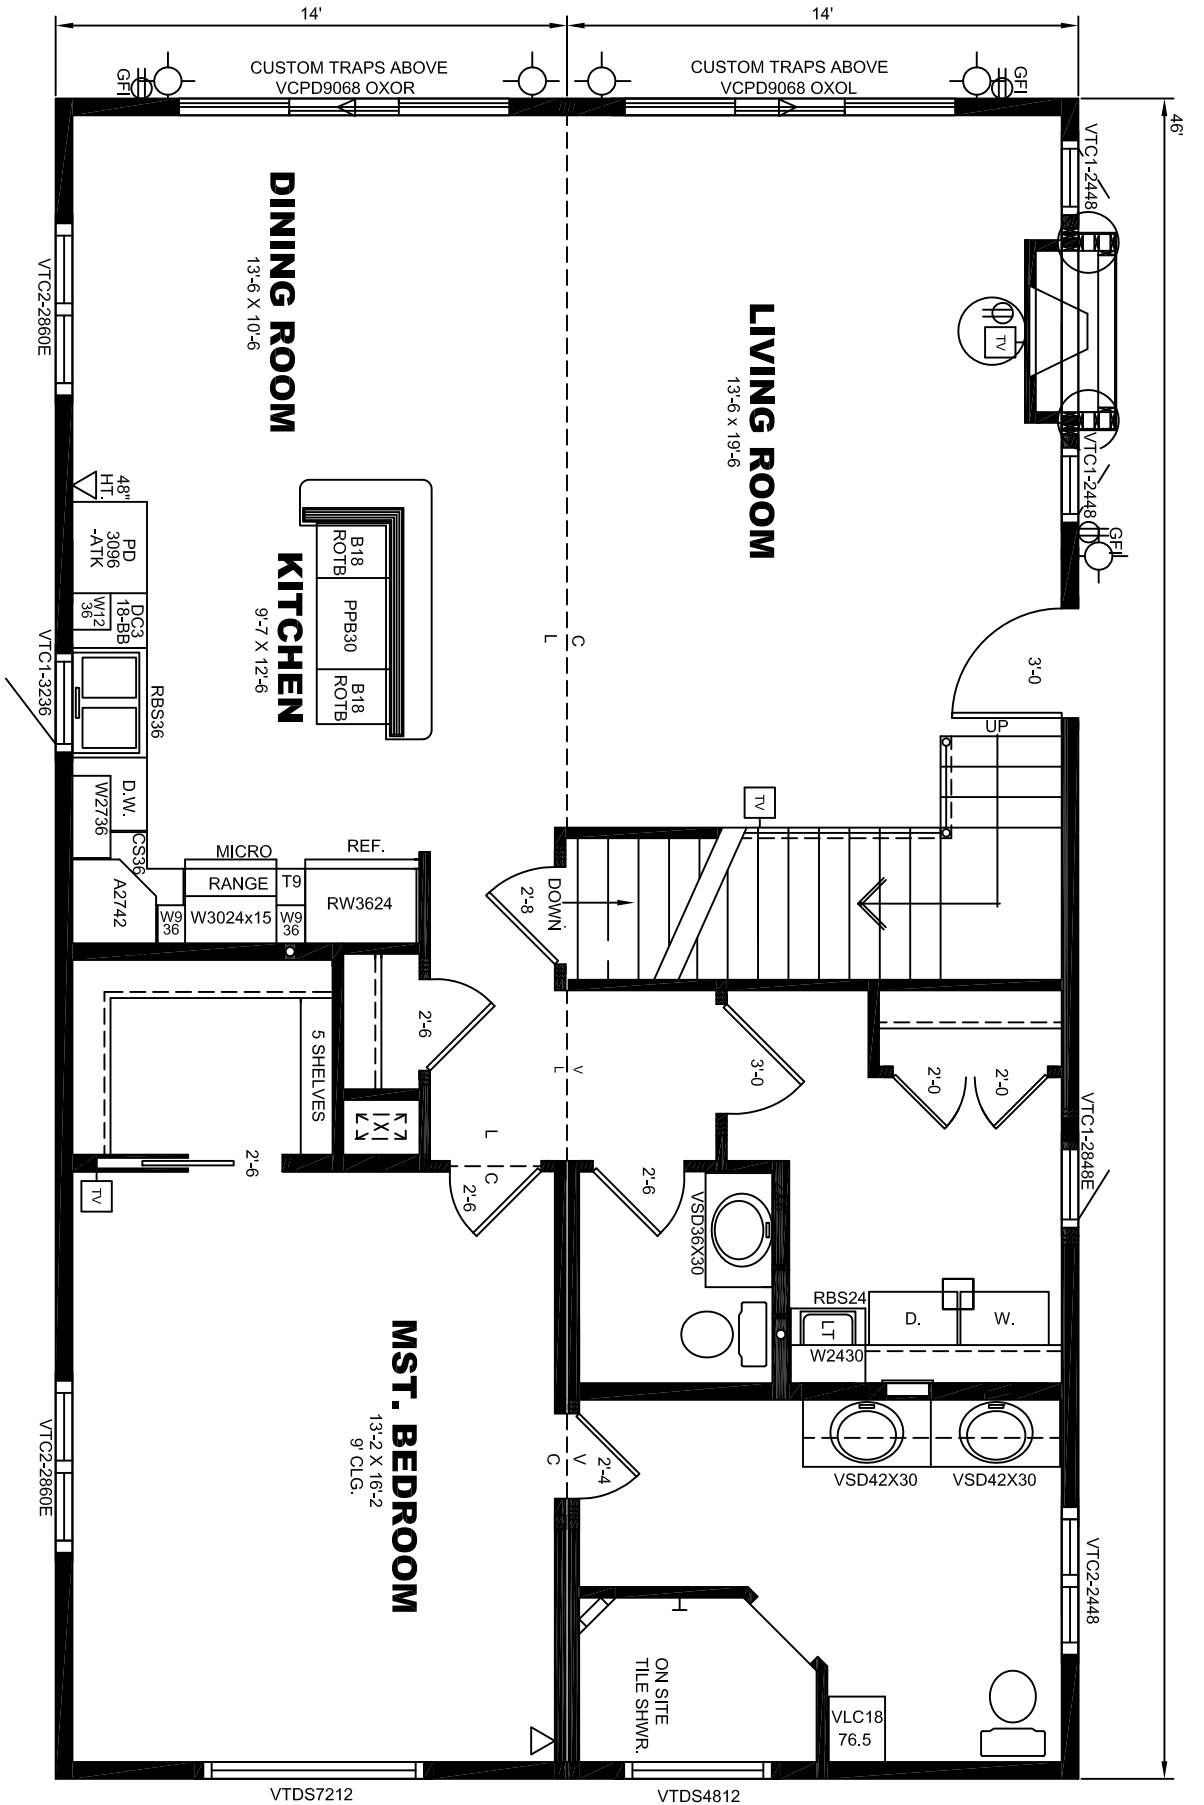 14'
14'
46'
GFI
CUSTOM TRAPS ABOVE
VCPD9068 OXOR
CUSTOM TRAPS ABOVE
VCPD9068 OXOL
GFI
VTC1-2448
VTC2-2860E
DINING ROOM
13'-6 X 10'-6
LIVING ROOM
13'-6 x 19'-6
TV
VTC1-2448
GFI
48"
HT.
PD
3096
-ATK
DC3
18-BB
W12
36
VTC1-3236
RBS36
D.W.
W2736
CS36
A2742
KITCHEN
9'-7 X 12'-6
B18
ROTB
PPB30
B18
ROTB
C
L
3'-0
UP
TV
MICRO
RANGE
W3024x15
W9
36
T9
W9
36
REF.
RW3624
2'-8
DOWN
2'-6
5 SHELVES
V
L
3'-0
2'-0
2'-0
VTC1-2848E
2'-6
TV
L
C
2'-6
2'-6
VSD36X30
RBS24
LT
W2430
D.
W.
MST. BEDROOM
13'-2 X 16'-2
9' CLG.
VTC2-2860E
V
C
2'-4
VSD42X30
VSD42X30
VTC2-2448
ON SITE
TILE SHWR.
VLC18
76.5
VTDS7212
VTDS4812